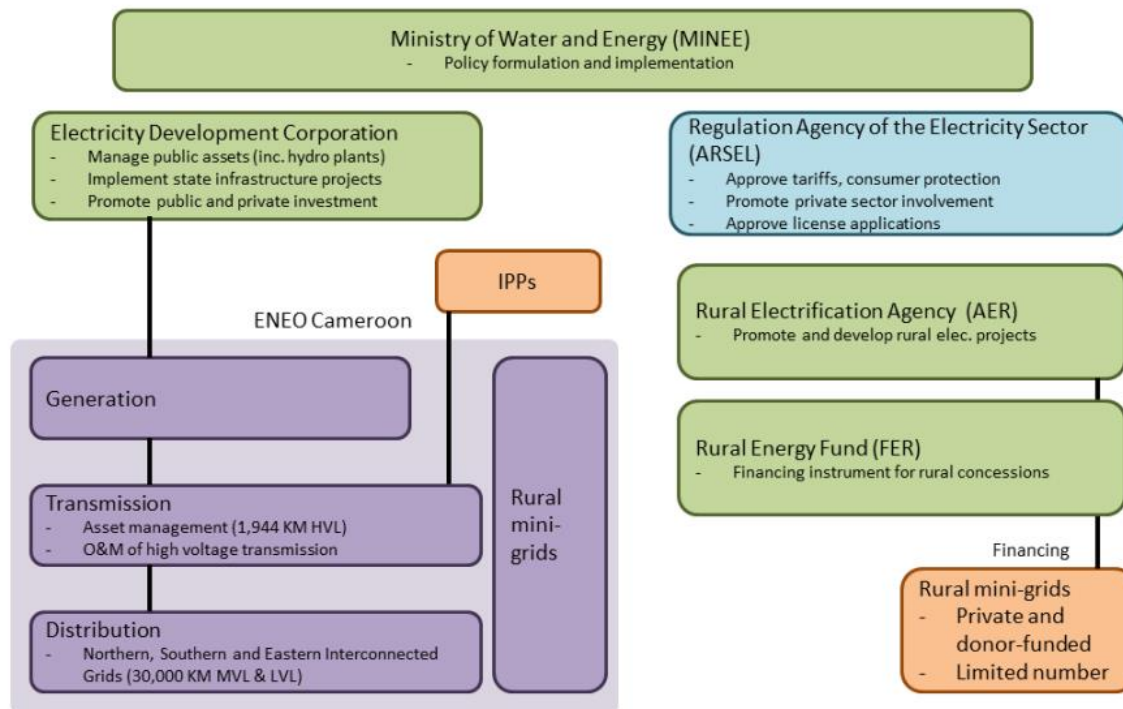 Ministry of Water and Energy (MINEE)
- Policy formulation and implementation
Electricity Development Corporation
- Manage public assets (inc. hydro plants)
- Implement state infrastructure projects
- Promote public and private investment
Regulation Agency of the Electricity Sector
(ARSEL)
- Approve tariffs, consumer protection
- Promote private sector involvement
- Approve license applications
IPPs
ENEO Cameroon
Rural Electrification Agency (AER)
- Promote and develop rural elec. projects
Generation
Rural Energy Fund (FER)
- Financing instrument for rural concessions
Transmission
- Asset management (1,944 KM HVL)
- O&M of high voltage transmission
Rural
mini-
grids
Financing
Distribution
- Northern, Southern and Eastern Interconnected
Grids (30,000 KM MVL & LVL)
Rural mini-grids
- Private and
donor-funded
- Limited number